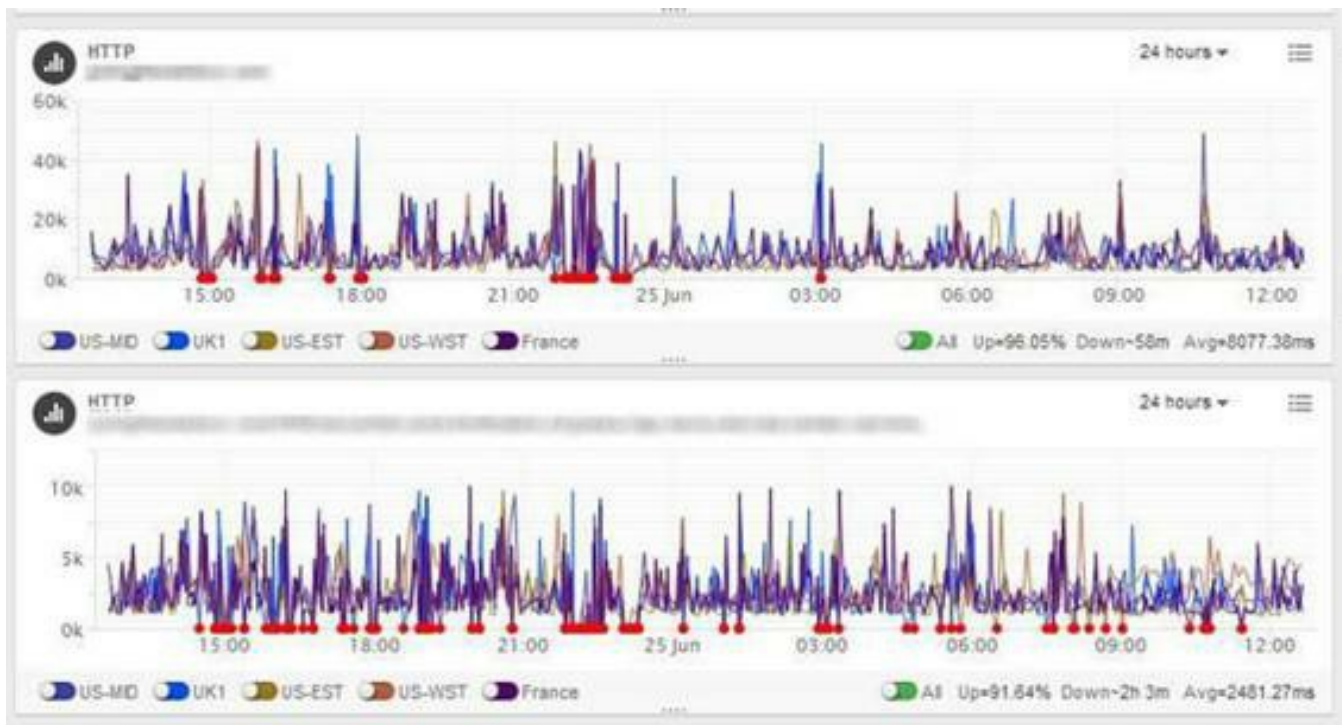 HTTP
24 hours
60k
40k
20k
0k
15:00 18:00 21:00 25 Jun 03:00 06:00 09:00 12:00
US-MID UK1 US-EST US-WST France All Up=96.05% Down~58m Avg=8077.38ms
HTTP
24 hours
10k
5k
0k
15:00 18:00 21:00 25 Jun 03:00 06:00 09:00 12:00
US-MID UK1 US-EST US-WST France All Up=91.64% Down~2h 3m Avg=2481.27ms